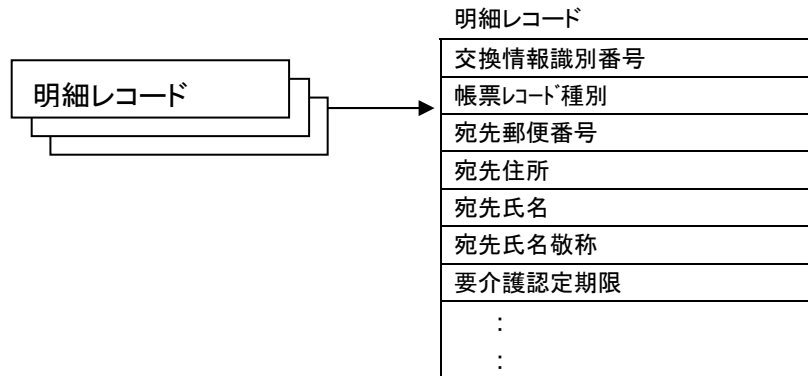 明細レコード
明細レコード
交換情報識別番号
帳票ﾚｺｰﾄﾞ種別
宛先郵便番号
宛先住所
宛先氏名
宛先氏名敬称
要介護認定期限
:
: